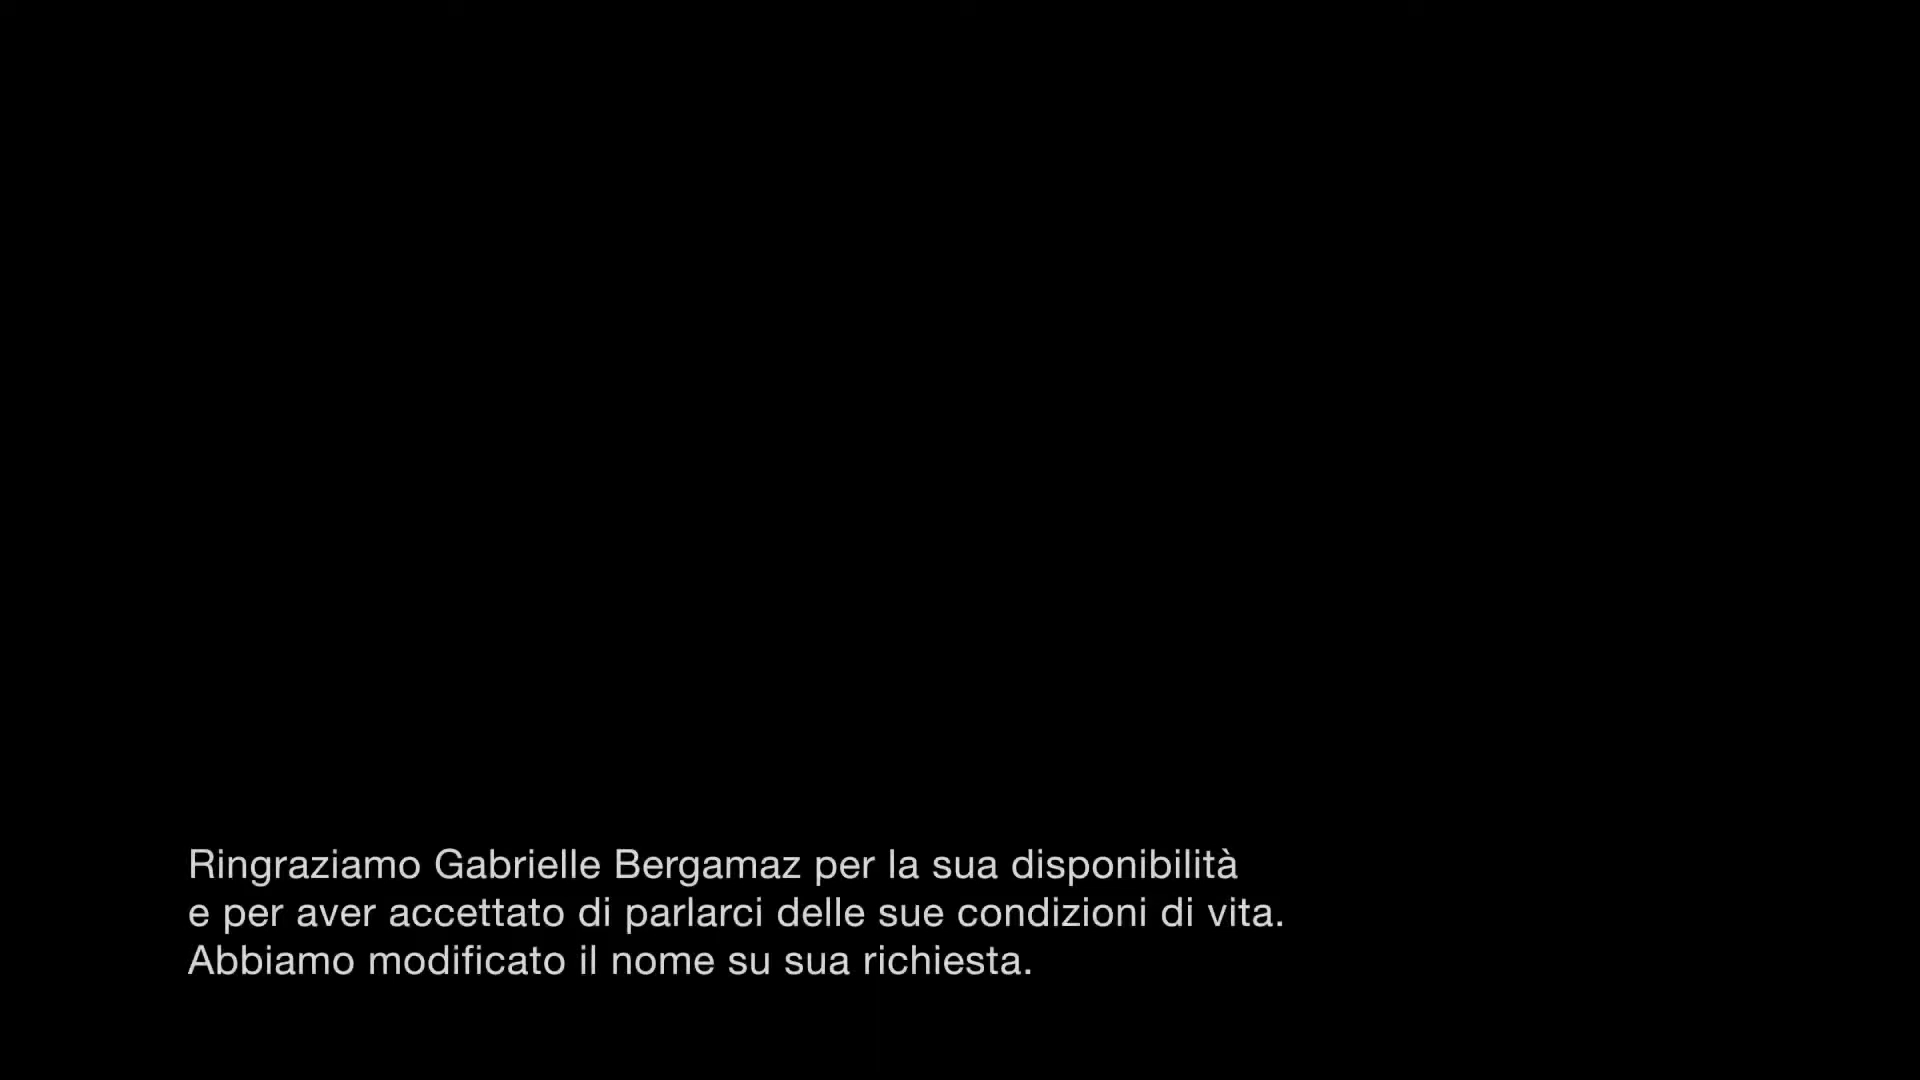 Ringraziamo Gabrielle Bergamaz per la sua disponibilità
e per aver accettato di parlarci delle sue condizioni di vita.
Abbiamo modificato il nome su sua richiesta.